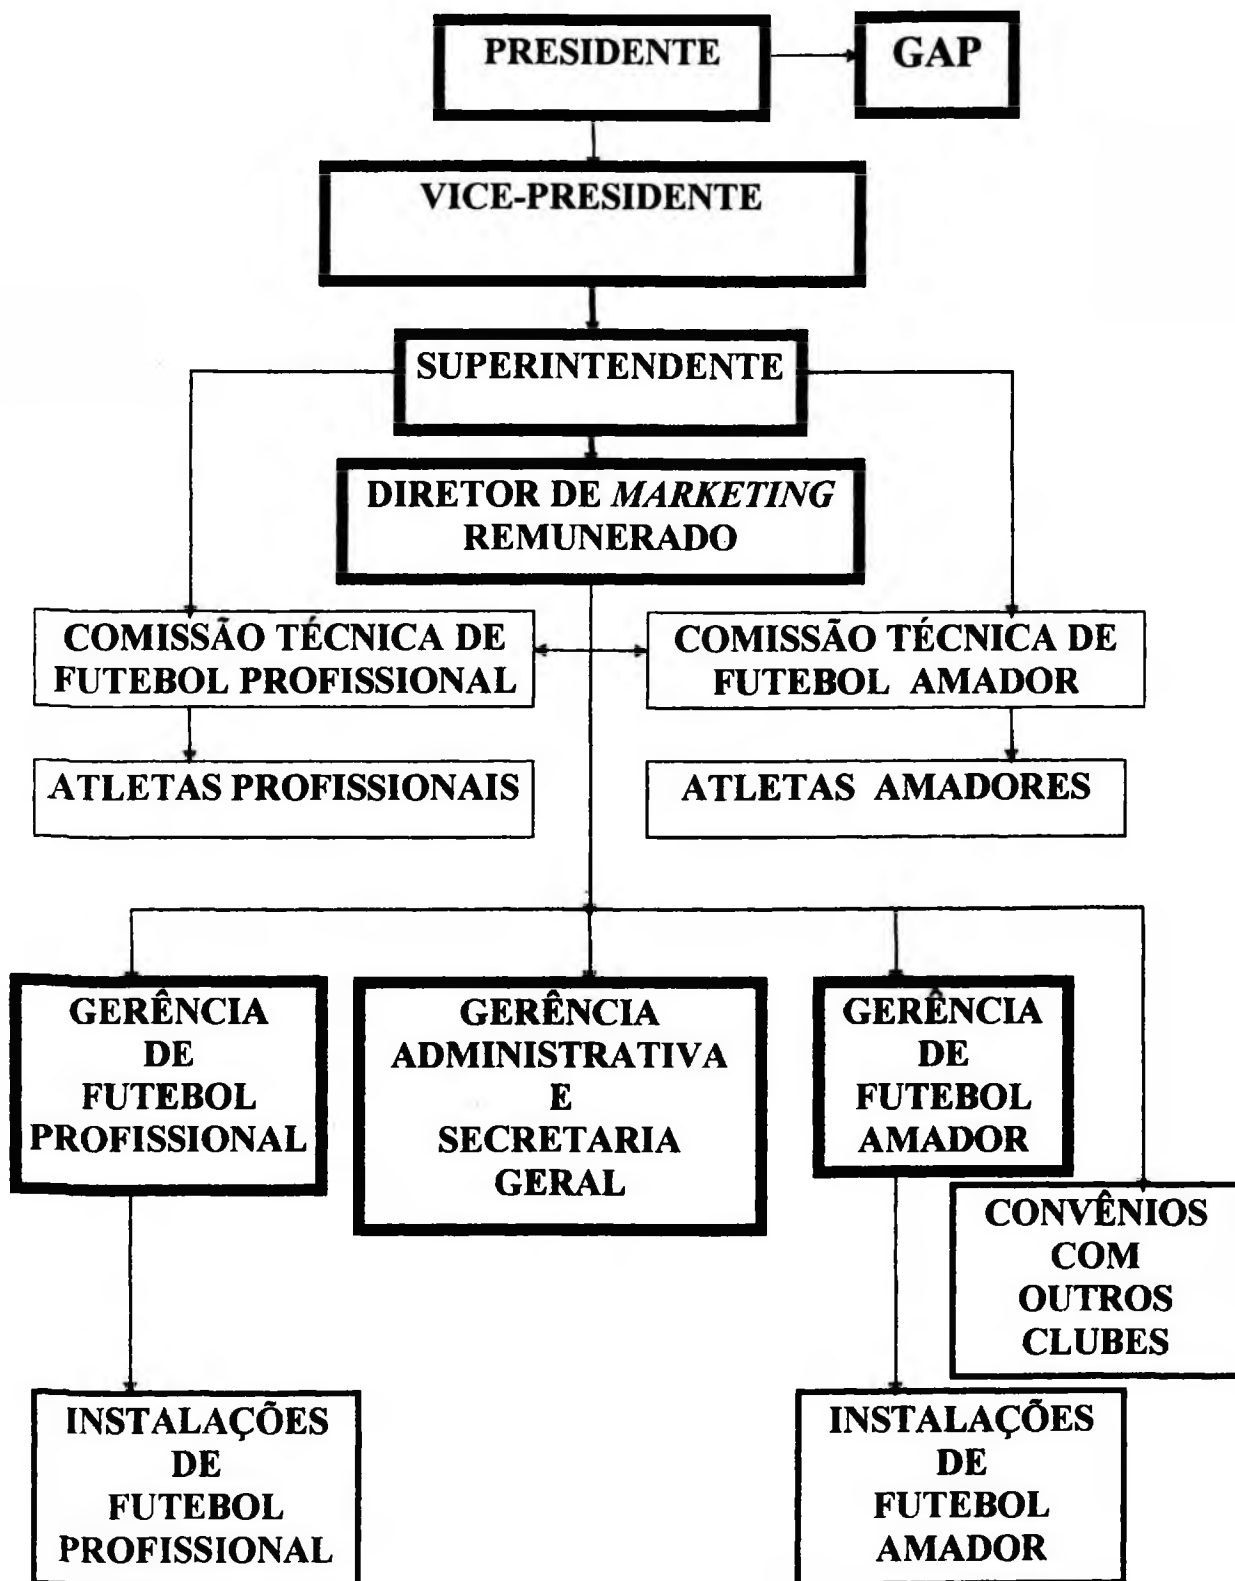 PRESIDENTE
GAP
VICE-PRESIDENTE
SUPERINTENDENTE
DIRETOR DE MARKETING
REMUNERADO
COMISSÃO TÉCNICA DE
FUTEBOL PROFISSIONAL
COMISSÃO TÉCNICA DE
FUTEBOL AMADOR
ATLETAS PROFISSIONAIS
ATLETAS AMADORES
GERÊNCIA
DE
FUTEBOL
PROFISSIONAL
GERÊNCIA
ADMINISTRATIVA
E
SECRETARIA
GERAL
GERÊNCIA
DE
FUTEBOL
AMADOR
CONVÊNIOS
COM
OUTROS
CLUBES
INSTALAÇÕES
DE
FUTEBOL
PROFISSIONAL
INSTALAÇÕES
DE
FUTEBOL
AMADOR